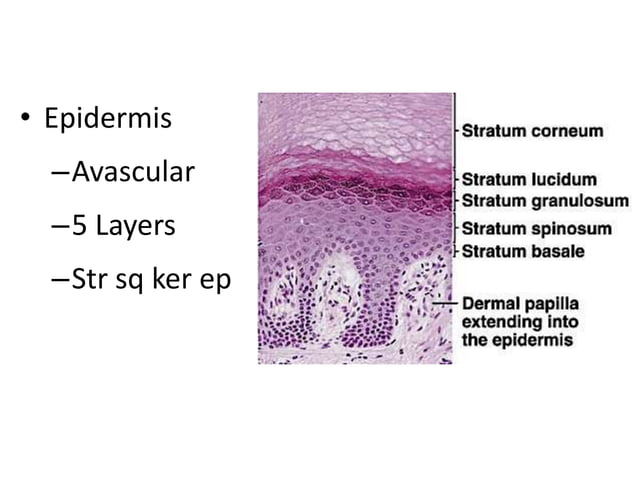 • Epidermis
–Avascular
–5 Layers
–Str sq ker ep
Stratum corneum
Stratum lucidum
Stratum granulosum
Stratum spinosum
Stratum basale
Dermal papilla
extending into
the epidermis